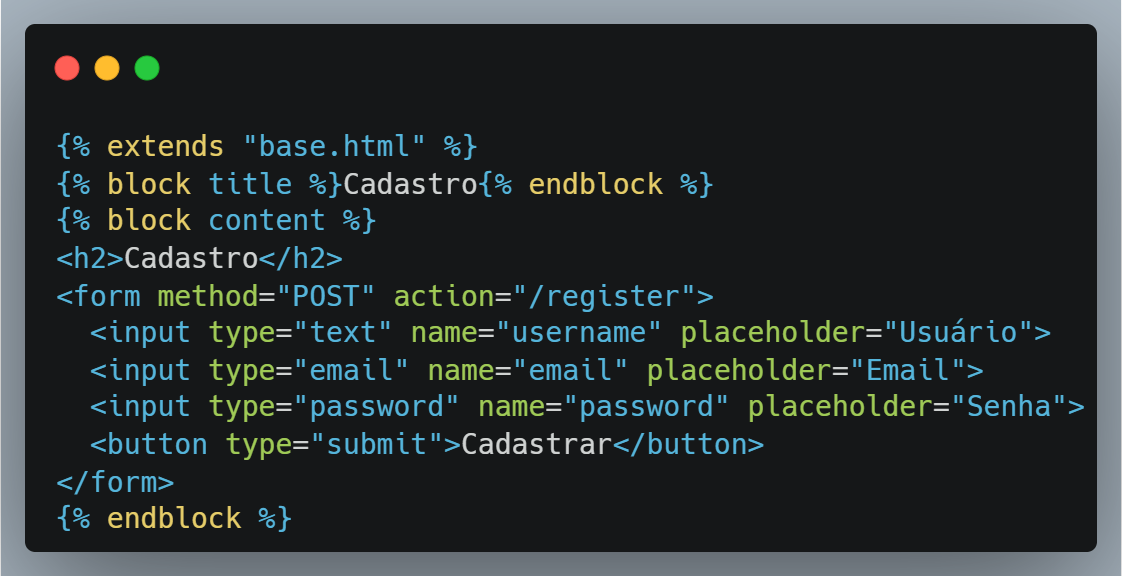 {% extends "base.html" %}
{% block title %}Cadastro{% endblock %}
{% block content %}
<h2>Cadastro</h2>
<form method="POST" action="/register">
  <input type="text" name="username" placeholder="Usuário">
  <input type="email" name="email" placeholder="Email">
  <input type="password" name="password" placeholder="Senha">
  <button type="submit">Cadastrar</button>
</form>
{% endblock %}